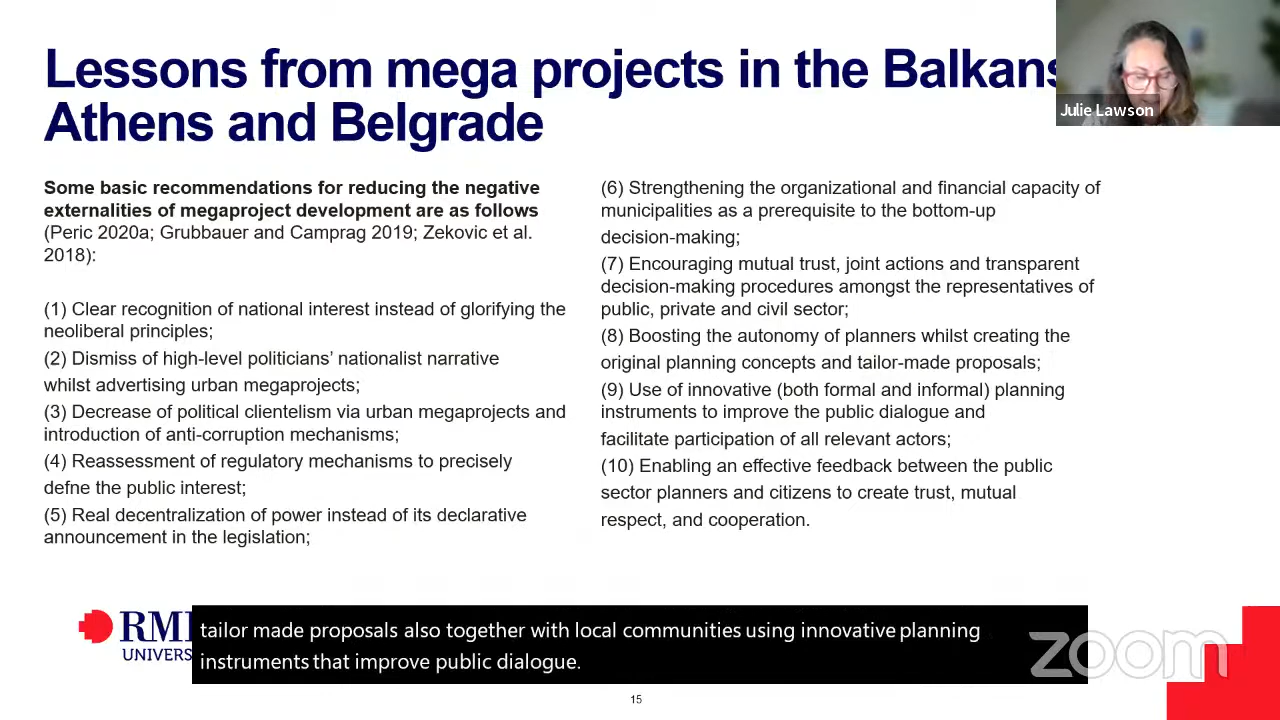 Lessons from mega projects in the Balkans
Athens and Belgrade
Julie Lawson
Some basic recommendations for reducing the negative
externalities of megaproject development are as follows
(Peric 2020a; Grubbauer and Camprag 2019; Zekovic et al.
2018):
(1) Clear recognition of national interest instead of glorifying the
neoliberal principles;
(2) Dismiss of high-level politicians’ nationalist narrative
whilst advertising urban megaprojects;
(3) Decrease of political clientelism via urban megaprojects and
introduction of anti-corruption mechanisms;
(4) Reassessment of regulatory mechanisms to precisely
defne the public interest;
(5) Real decentralization of power instead of its declarative
announcement in the legislation;
(6) Strengthening the organizational and financial capacity of
municipalities as a prerequisite to the bottom-up
decision-making;
(7) Encouraging mutual trust, joint actions and transparent
decision-making procedures amongst the representatives of
public, private and civil sector;
(8) Boosting the autonomy of planners whilst creating the
original planning concepts and tailor-made proposals;
(9) Use of innovative (both formal and informal) planning
instruments to improve the public dialogue and
facilitate participation of all relevant actors;
(10) Enabling an effective feedback between the public
sector planners and citizens to create trust, mutual
respect, and cooperation.
RMI
UNIVERS
tailor made proposals also together with local communities using innovative planning
instruments that improve public dialogue.
zoom
15